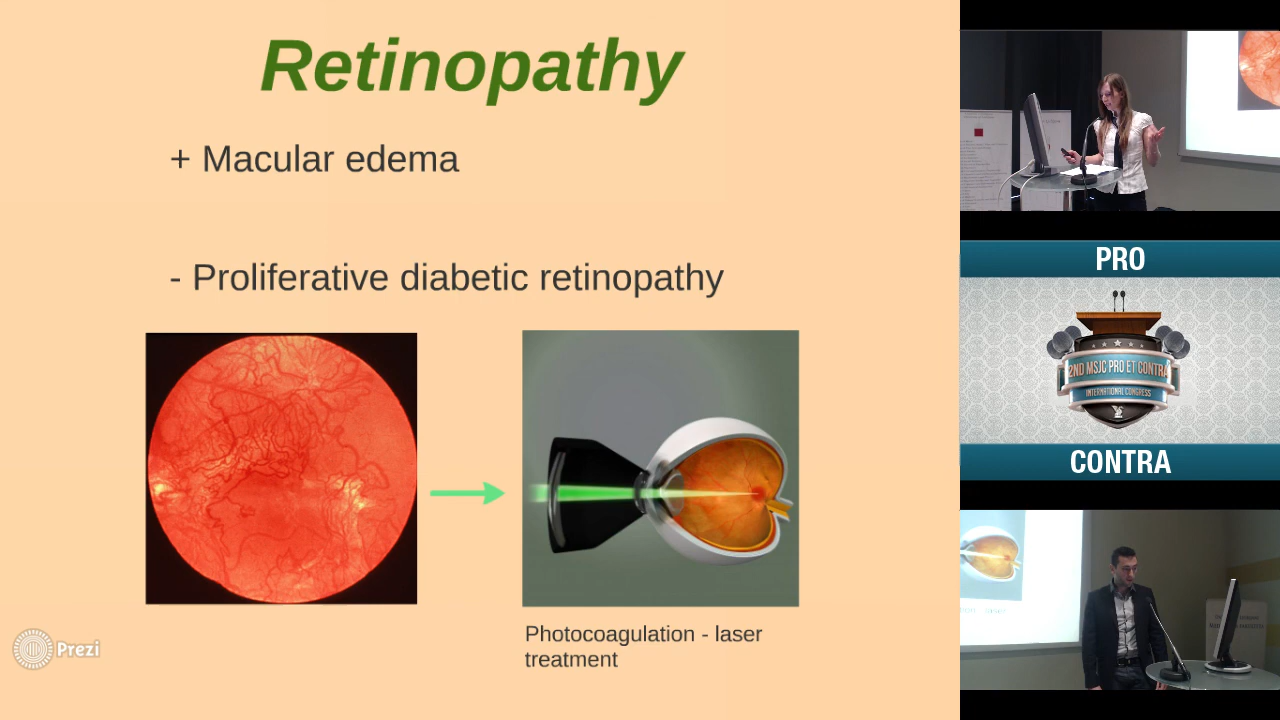 Retinopathy
+ Macular edema
- Proliferative diabetic retinopathy
Photocoagulation - laser
treatment
Prezi
PRO
2ND MSJC PRO ET CONTRA
INTERNATIONAL CONGRESS
CONTRA